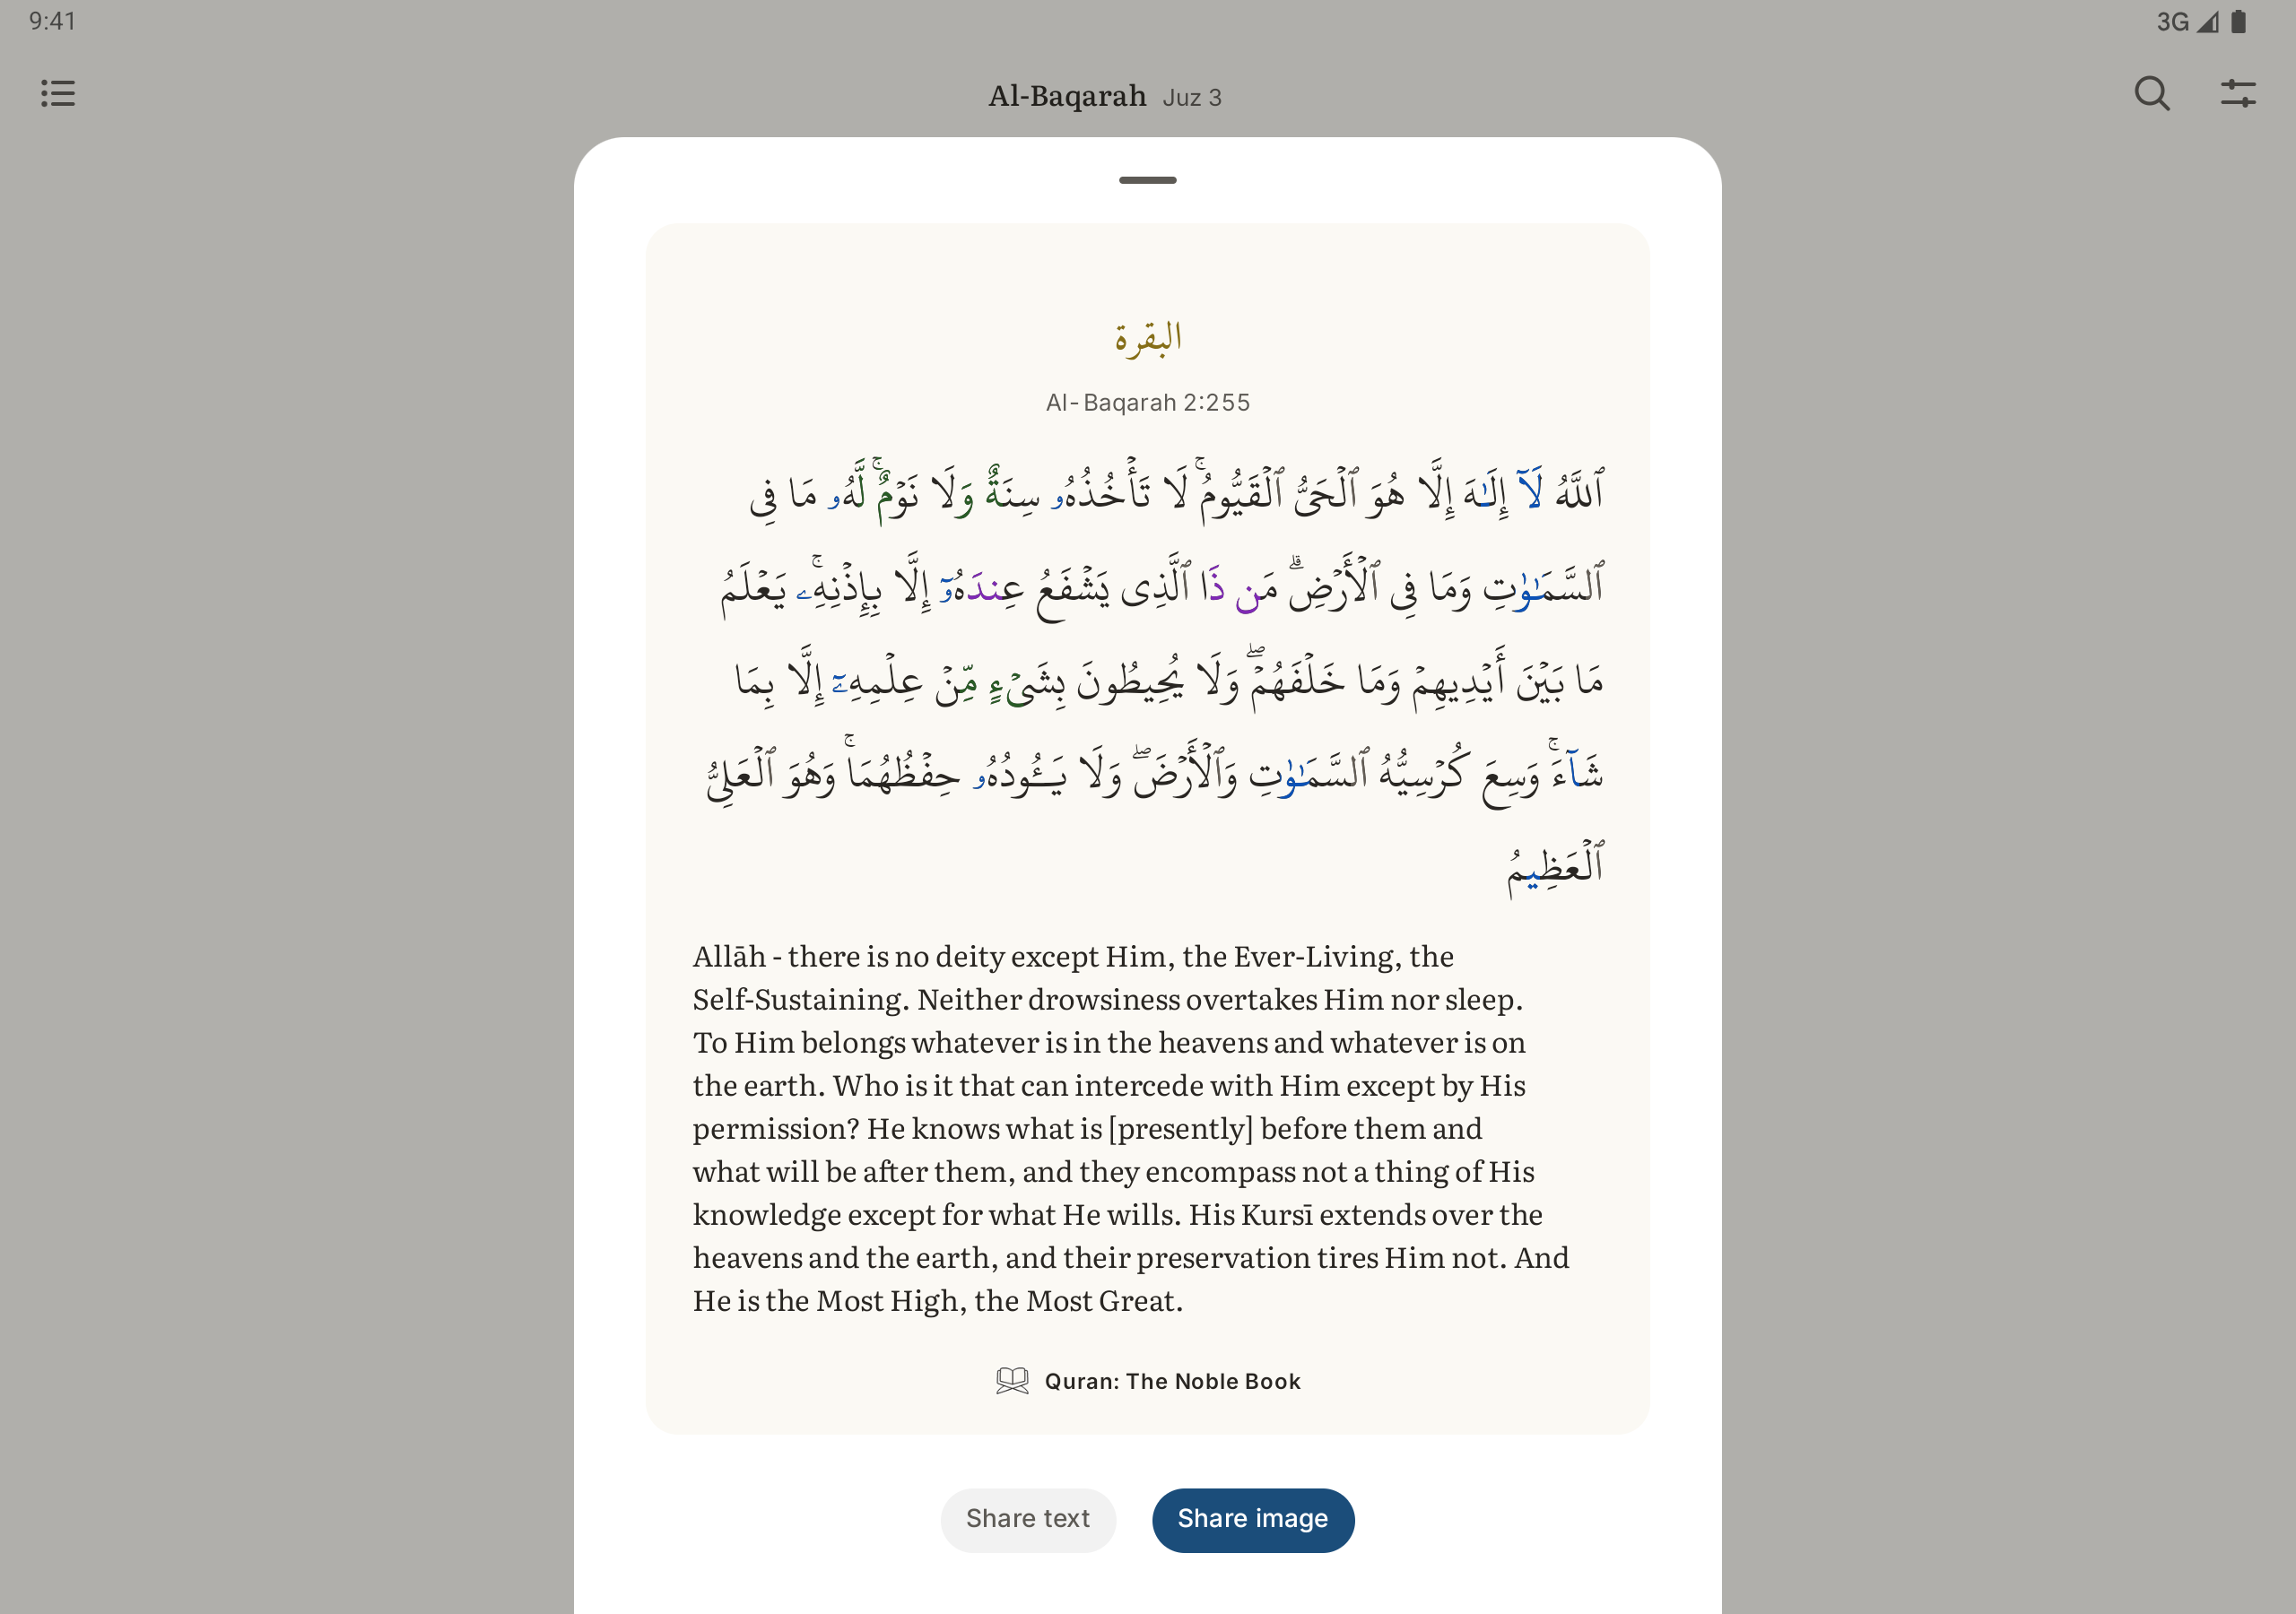 9:41
3G
Al-Baqarah Juz 3
البقرة
Al-Baqarah 2:255
ٱللَّهُ لَآ إِلَـٰهَ إِلَّا هُوَ ٱلْحَىُّ ٱلْقَيُّومُ ۚ لَا تَأْخُذُهُۥ سِنَةٌ وَلَا نَوْمٌ ۚ لَّهُۥ مَا فِى
ٱلسَّمَـٰوَٰتِ وَمَا فِى ٱلْأَرْضِ ۗ مَن ذَا ٱلَّذِى يَشْفَعُ عِندَهُۥٓ إِلَّا بِإِذْنِهِۦ ۚ يَعْلَمُ
مَا بَيْنَ أَيْدِيهِمْ وَمَا خَلْفَهُمْ ۖ وَلَا يُحِيطُونَ بِشَىْءٍ مِّنْ عِلْمِهِۦٓ إِلَّا بِمَا
شَآءَ ۚ وَسِعَ كُرْسِيُّهُ ٱلسَّمَـٰوَٰتِ وَٱلْأَرْضَ ۖ وَلَا يَـُٔودُهُۥ حِفْظُهُمَا ۚ وَهُوَ ٱلْعَلِىُّ
ٱلْعَظِيمُ
Allāh - there is no deity except Him, the Ever-Living, the
Self-Sustaining. Neither drowsiness overtakes Him nor sleep.
To Him belongs whatever is in the heavens and whatever is on
the earth. Who is it that can intercede with Him except by His
permission? He knows what is [presently] before them and
what will be after them, and they encompass not a thing of His
knowledge except for what He wills. His Kursī extends over the
heavens and the earth, and their preservation tires Him not. And
He is the Most High, the Most Great.
Quran: The Noble Book
Share text
Share image